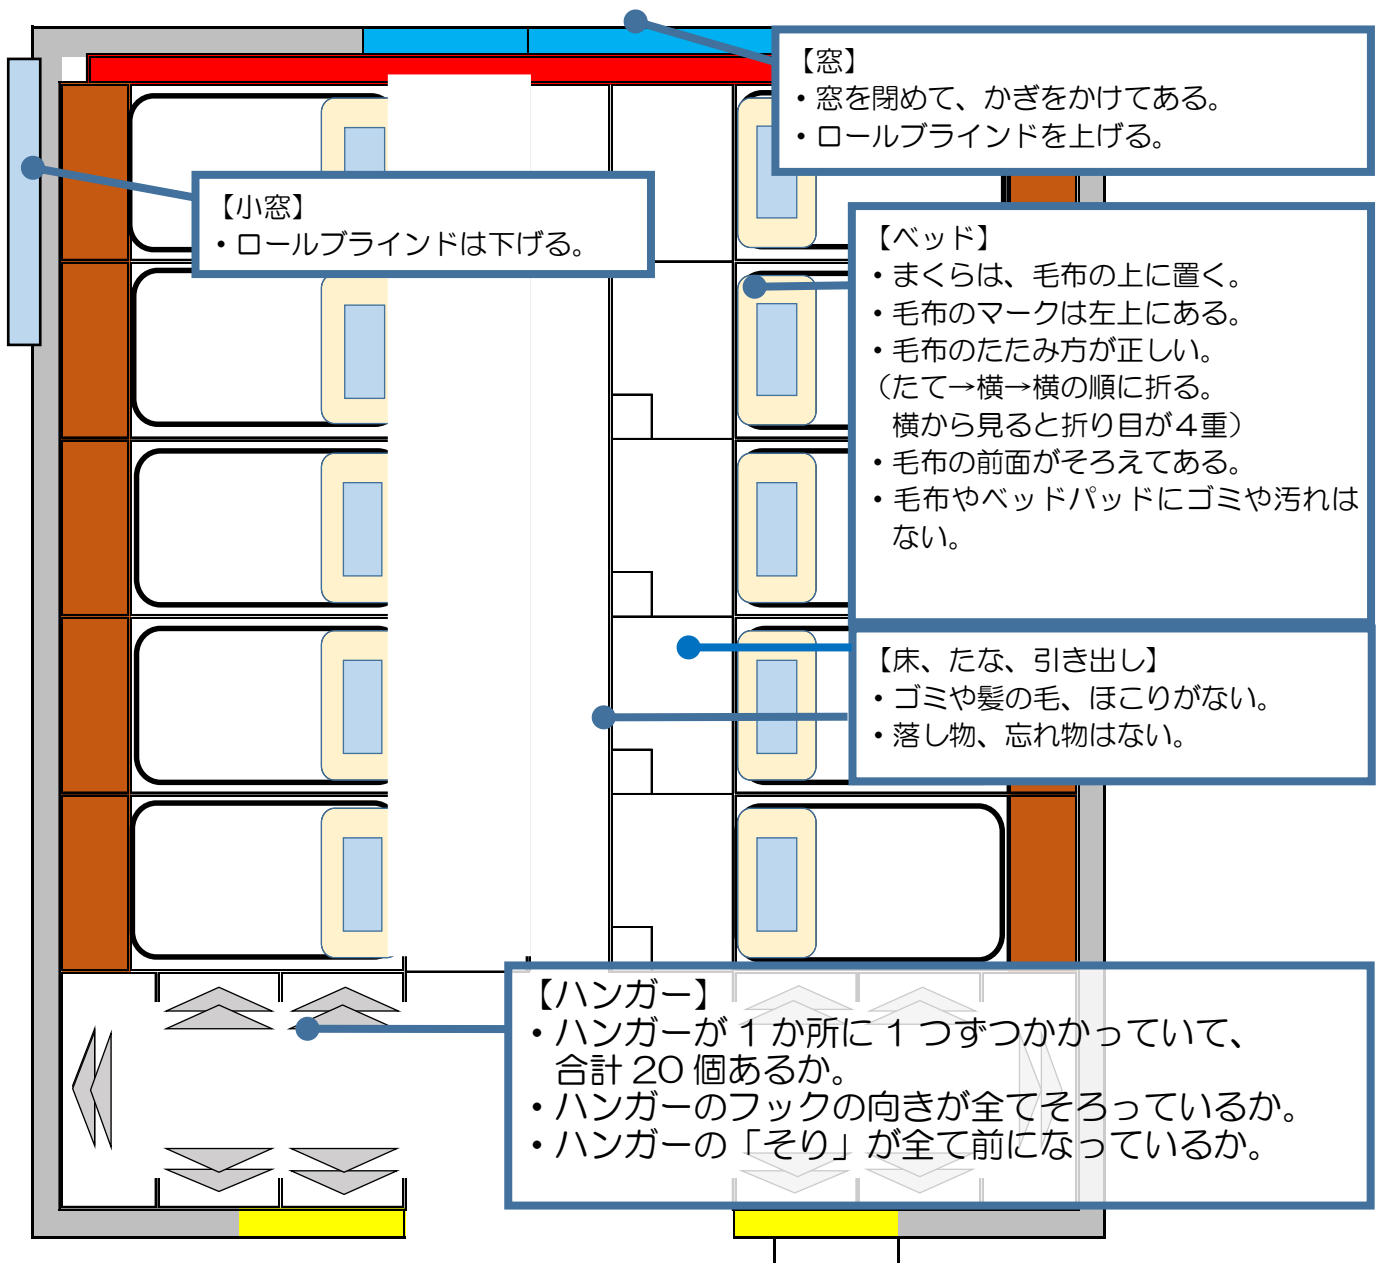 【窓】
・窓を閉めて、かぎをかけてある。
・ロールブラインドを上げる。
【小窓】
・ロールブラインドは下げる。
【ベッド】
・まくらは、毛布の上に置く。
・毛布のマークは左上にある。
・毛布のたたみ方が正しい。
（たて→横→横の順に折る。
横から見ると折り目が４重）
・毛布の前面がそろえてある。
・毛布やベッドパッドにゴミや汚れは
ない。
【床、たな、引き出し】
・ゴミや髪の毛、ほこりがない。
・落し物、忘れ物はない。
【ハンガー】
・ハンガーが 1 か所に 1 つずつかかっていて、
合計 20 個あるか。
・ハンガーのフックの向きが全てそろっているか。
・ハンガーの「そり」が全て前になっているか。